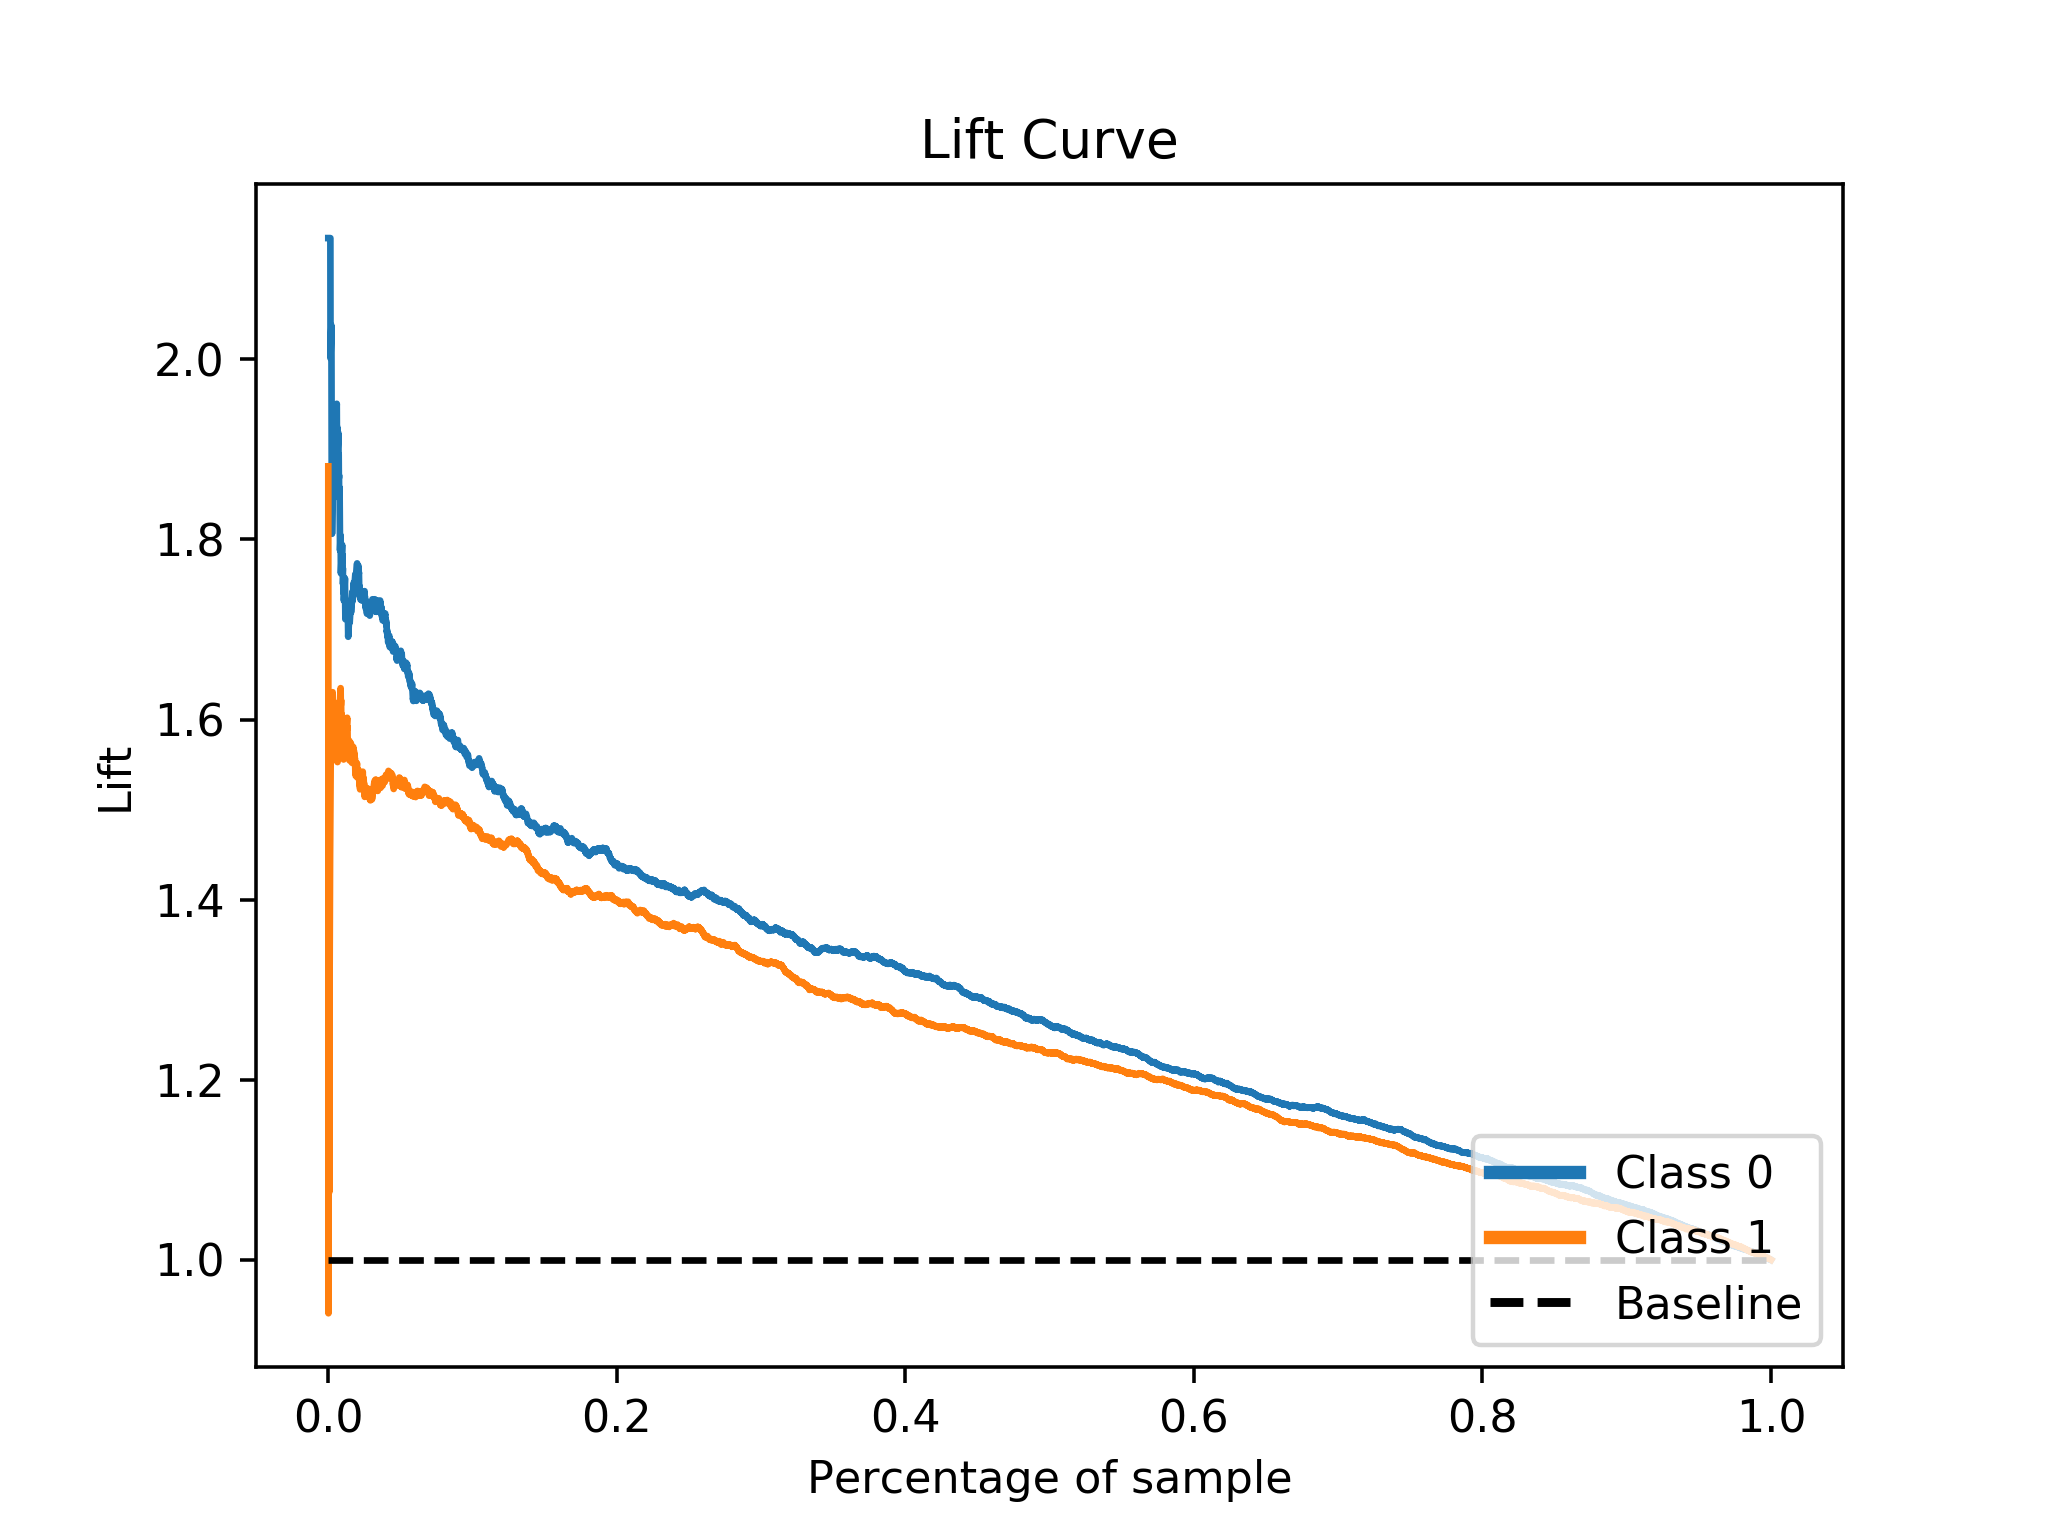 Lift Curve
Lift
2.0
1.8
1.6
1.4
1.2
1.0
0.0 0.2 0.4 0.6 0.8 1.0
Percentage of sample
Class 0
Class 1
Baseline